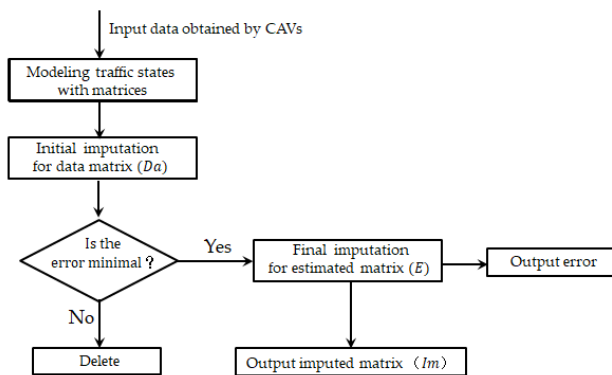 Input data obtained by CAVs
Modeling traffic states
with matrices
Initial imputation
for data matrix (Da)
Is the
error minimal？
Yes
Final imputation
for estimated matrix (E)
Output error
No
Delete
Output imputed matrix（Im）